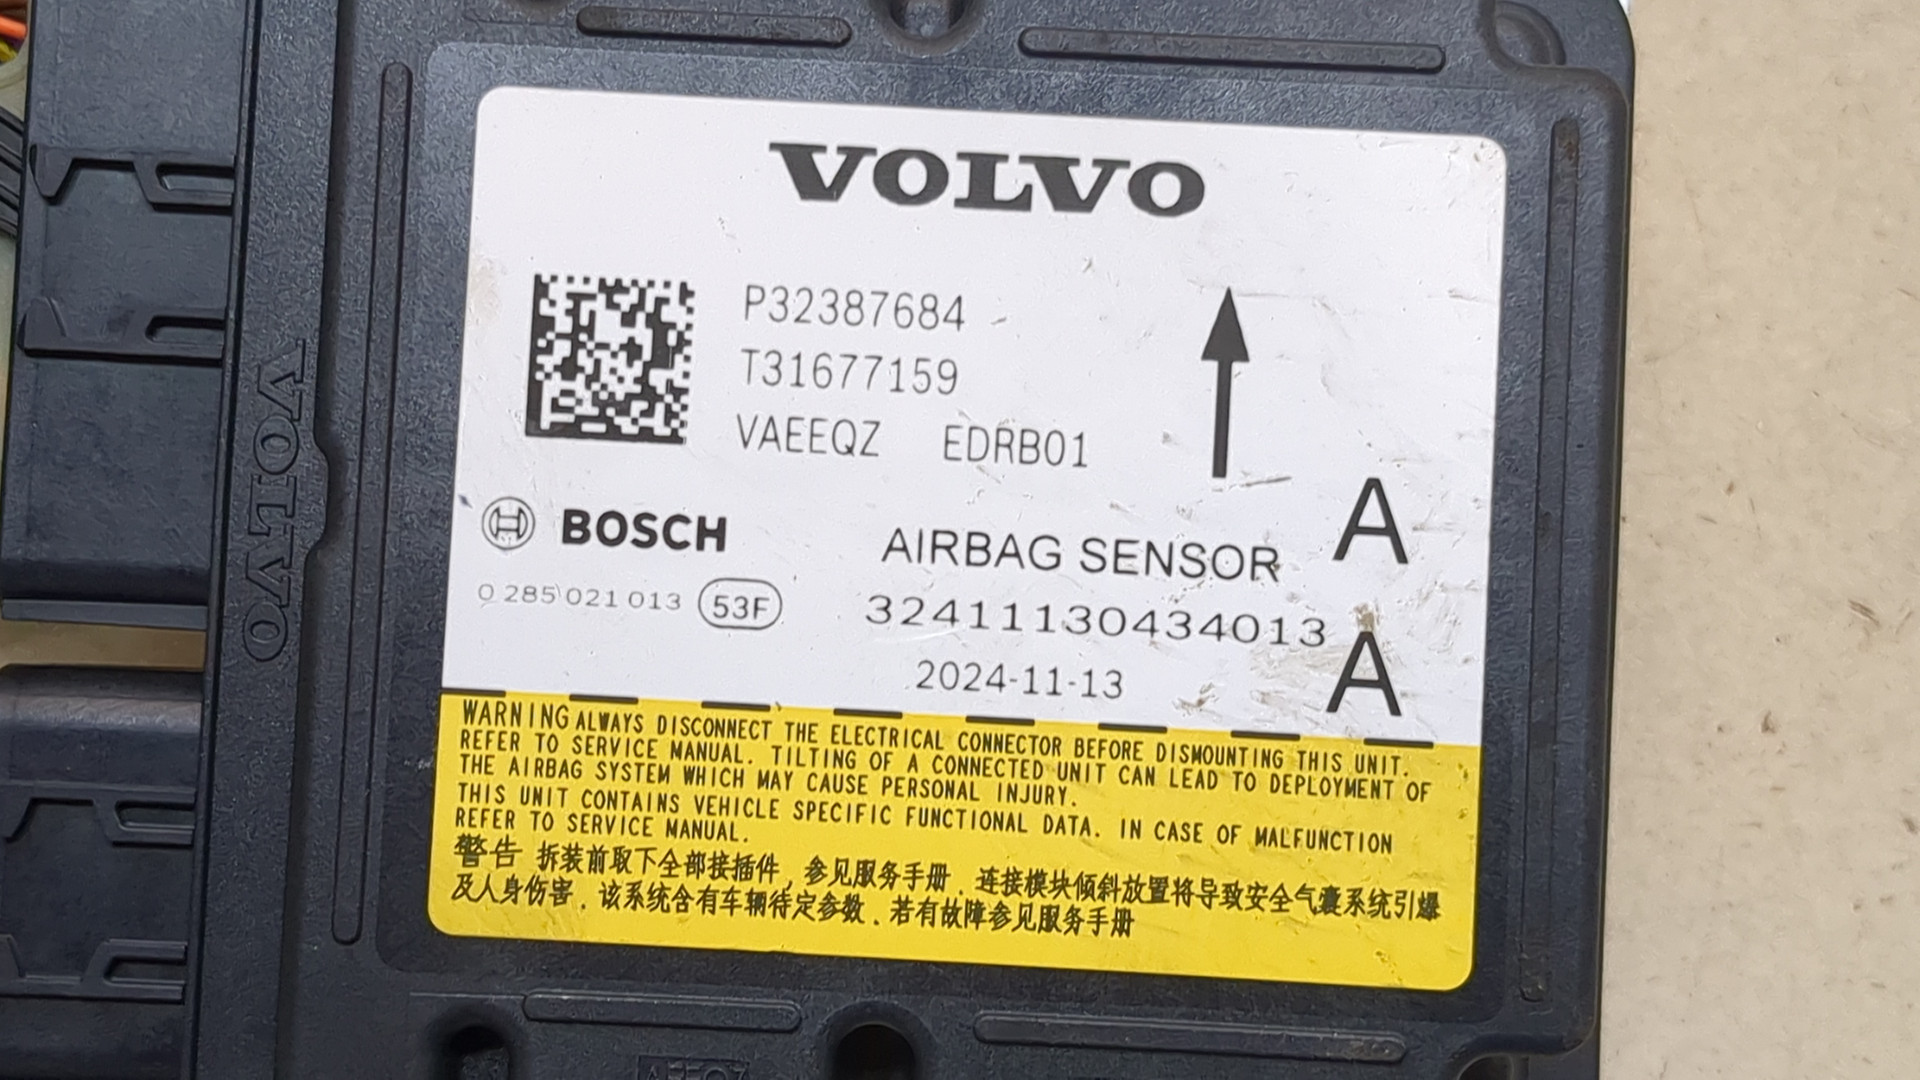 VOLVO
P32387684
T31677159
VAEEQZ EDRB01
BOSCH
AIRBAG SENSOR A
0 285 021 013 53F
32411130434013
2024-11-13 A
WARNING ALWAYS DISCONNECT THE ELECTRICAL CONNECTOR BEFORE DISMOUNTING THIS UNIT.
REFER TO SERVICE MANUAL. TILTING OF A CONNECTED UNIT CAN LEAD TO DEPLOYMENT OF
THE AIRBAG SYSTEM WHICH MAY CAUSE PERSONAL INJURY.
THIS UNIT CONTAINS VEHICLE SPECIFIC FUNCTIONAL DATA. IN CASE OF MALFUNCTION
REFER TO SERVICE MANUAL.
警告 拆装前取下全部接插件, 参见服务手册. 连接模块倾斜放置将导致安全气囊系统引爆
及人身伤害. 该系统含有车辆待定参数. 若有故障参见服务手册
VOLVO